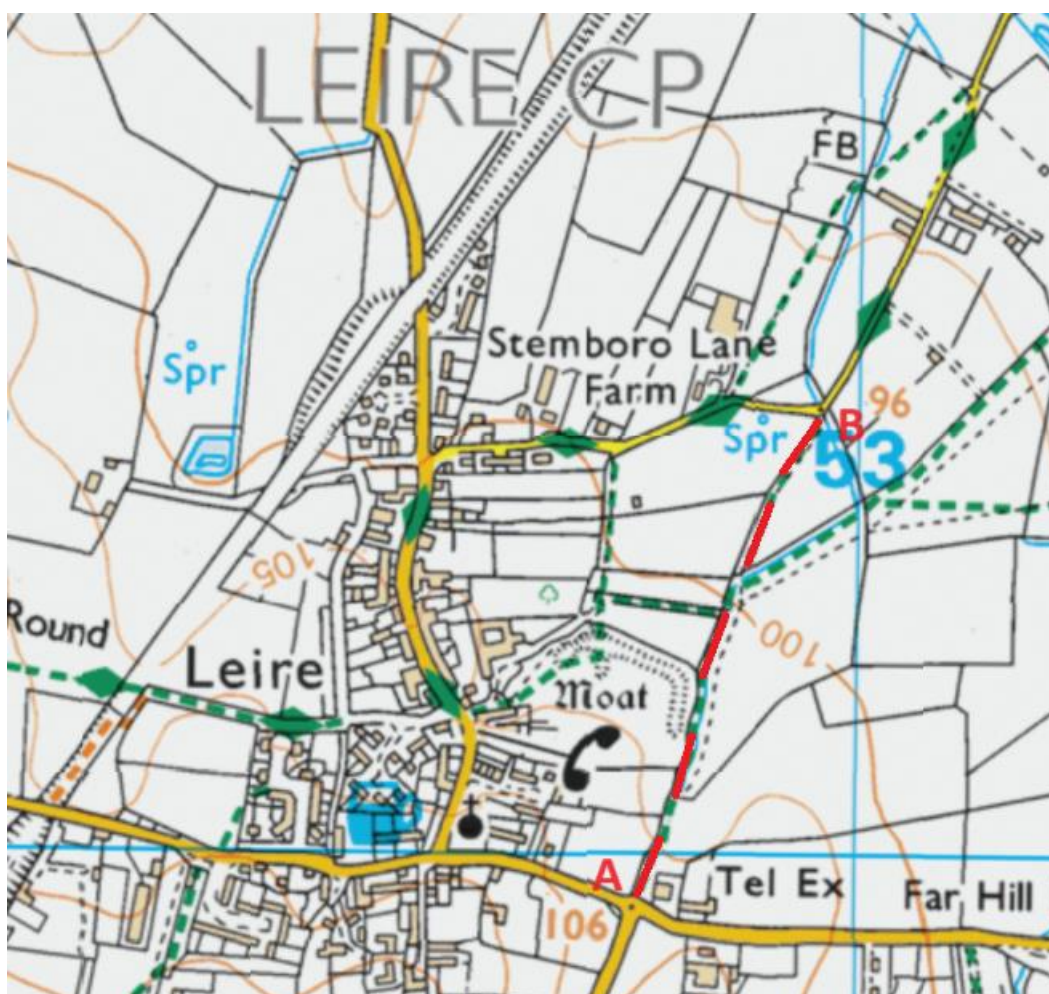 LEIRE CP
FB
Spr
Stemboro Lane
Farm
96
B
Spr
53
105
100
Round
Leire
Moat
A
Tel Ex
Far Hill
106